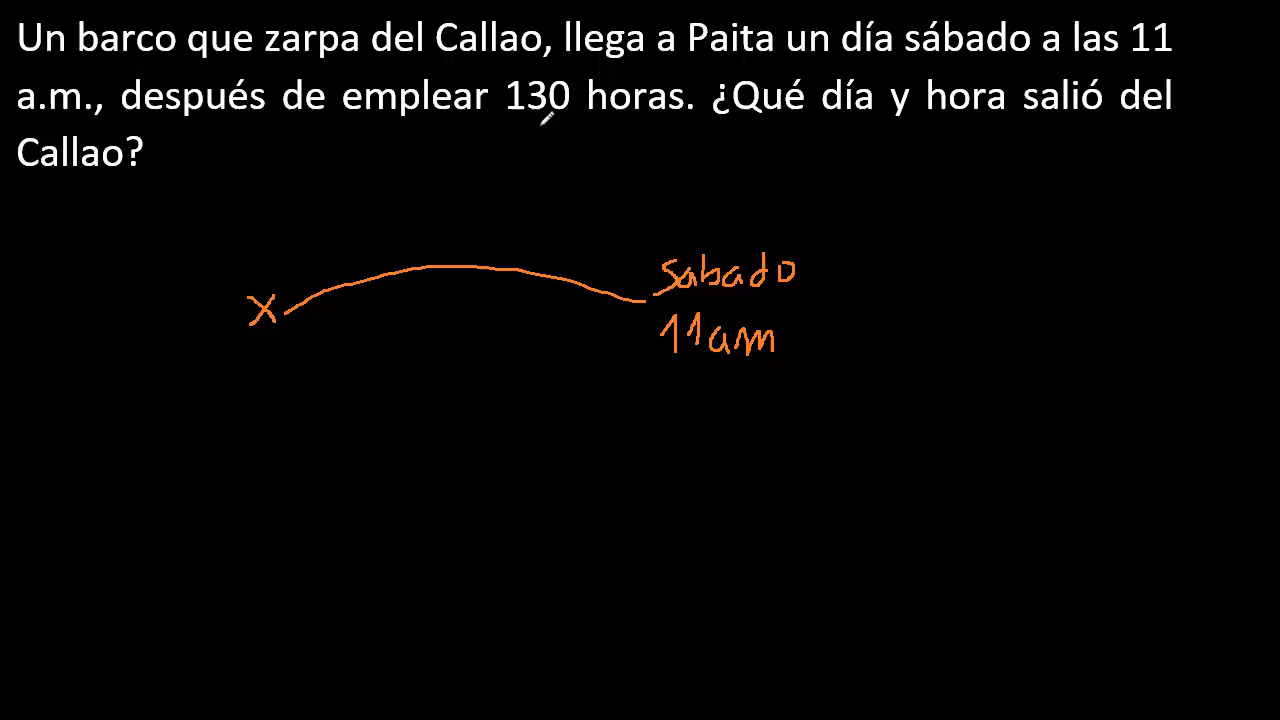 Un barco que zarpa del Callao, llega a Paita un día sábado a las 11
a.m., después de emplear 130 horas. ¿Qué día y hora salió del
Callao?
sabado
x
11am